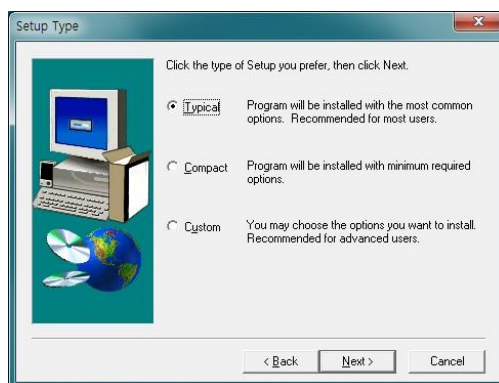 Setup Type
Click the type of Setup you prefer, then click Next.
Typical
Program will be installed with the most common
options. Recommended for most users.
Compact
Program will be installed with minimum required
options.
Custom
You may choose the options you want to install.
Recommended for advanced users.
< Back
Next >
Cancel